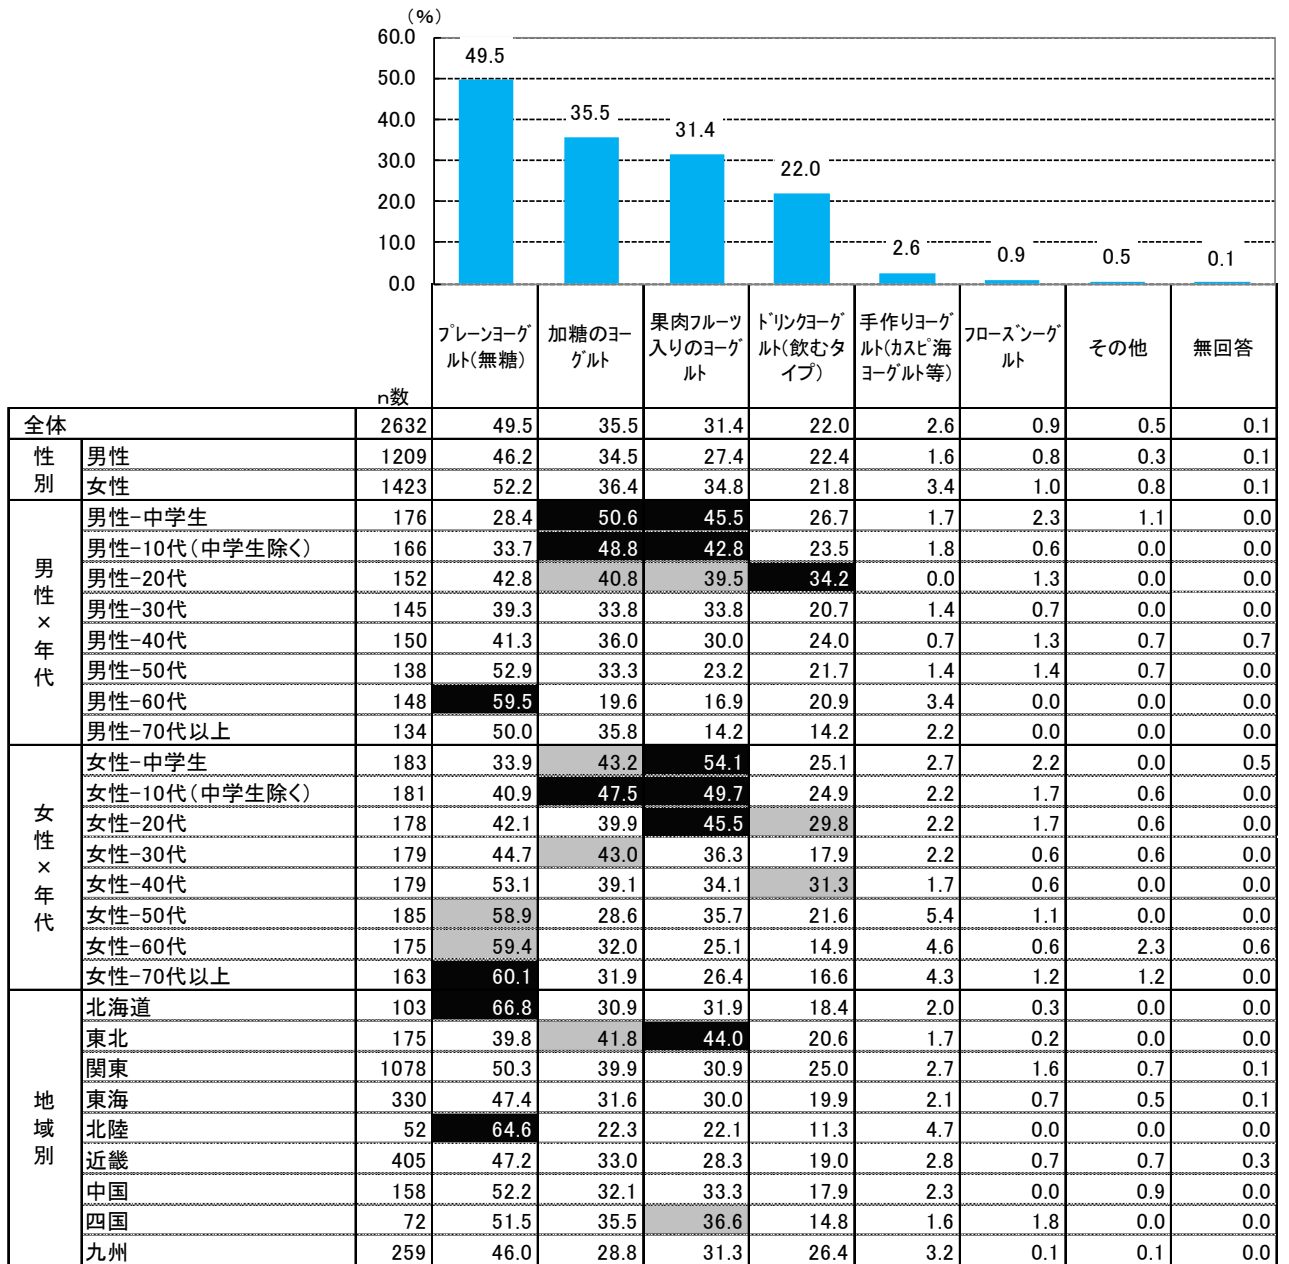 （%）
60.0
50.0
40.0
30.0
20.0
10.0
0.0
49.5
35.5
31.4
22.0
2.6
0.9
0.5
0.1
n数
ﾌﾟﾚｰﾝﾖｰｸﾞ
ﾙﾄ(無糖)
加糖のﾖｰ
ｸﾞﾙﾄ
果肉ﾌﾙｰﾂ
入りのﾖｰｸﾞ
ﾙﾄ
ﾄﾞﾘﾝｸﾖｰｸﾞ
ﾙﾄ(飲むﾀ
ｲﾌﾟ)
手作りﾖｰｸﾞ
ﾙﾄ(ｶｽﾋﾟ海
ﾖｰｸﾞﾙﾄ等)
ﾌﾛｰｽﾞﾝｰｸﾞ
ﾙﾄ
その他
無回答
全体 2632 49.5 35.5 31.4 22.0 2.6 0.9 0.5 0.1
性別
男性 1209 46.2 34.5 27.4 22.4 1.6 0.8 0.3 0.1
女性 1423 52.2 36.4 34.8 21.8 3.4 1.0 0.8 0.1
男性×年代
男性-中学生 176 28.4 50.6 45.5 26.7 1.7 2.3 1.1 0.0
男性-10代（中学生除く） 166 33.7 48.8 42.8 23.5 1.8 0.6 0.0 0.0
男性-20代 152 42.8 40.8 39.5 34.2 0.0 1.3 0.0 0.0
男性-30代 145 39.3 33.8 33.8 20.7 1.4 0.7 0.0 0.0
男性-40代 150 41.3 36.0 30.0 24.0 0.7 1.3 0.7 0.7
男性-50代 138 52.9 33.3 23.2 21.7 1.4 1.4 0.7 0.0
男性-60代 148 59.5 19.6 16.9 20.9 3.4 0.0 0.0 0.0
男性-70代以上 134 50.0 35.8 14.2 14.2 2.2 0.0 0.0 0.0
女性×年代
女性-中学生 183 33.9 43.2 54.1 25.1 2.7 2.2 0.0 0.5
女性-10代（中学生除く） 181 40.9 47.5 49.7 24.9 2.2 1.7 0.6 0.0
女性-20代 178 42.1 39.9 45.5 29.8 2.2 1.7 0.6 0.0
女性-30代 179 44.7 43.0 36.3 17.9 2.2 0.6 0.6 0.0
女性-40代 179 53.1 39.1 34.1 31.3 1.7 0.6 0.0 0.0
女性-50代 185 58.9 28.6 35.7 21.6 5.4 1.1 0.0 0.0
女性-60代 175 59.4 32.0 25.1 14.9 4.6 0.6 2.3 0.6
女性-70代以上 163 60.1 31.9 26.4 16.6 4.3 1.2 1.2 0.0
地域別
北海道 103 66.8 30.9 31.9 18.4 2.0 0.3 0.0 0.0
東北 175 39.8 41.8 44.0 20.6 1.7 0.2 0.0 0.0
関東 1078 50.3 39.9 30.9 25.0 2.7 1.6 0.7 0.1
東海 330 47.4 31.6 30.0 19.9 2.1 0.7 0.5 0.1
北陸 52 64.6 22.3 22.1 11.3 4.7 0.0 0.0 0.0
近畿 405 47.2 33.0 28.3 19.0 2.8 0.7 0.7 0.3
中国 158 52.2 32.1 33.3 17.9 2.3 0.0 0.9 0.0
四国 72 51.5 35.5 36.6 14.8 1.6 1.8 0.0 0.0
九州 259 46.0 28.8 31.3 26.4 3.2 0.1 0.1 0.0